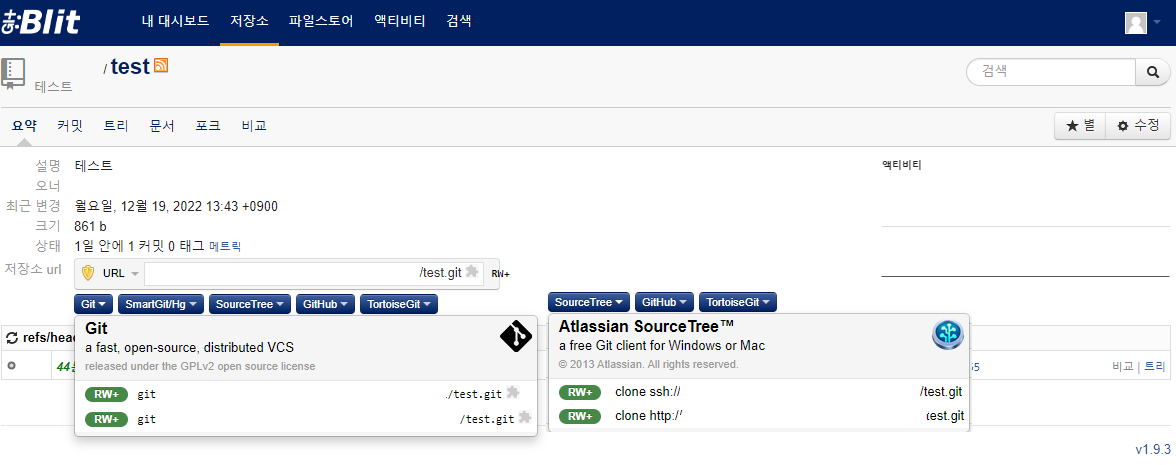 Git Blit 내 대시보드 저장소 파일스토어 액티비티 검색
/test
테스트
검색
요약 커밋 트리 문서 포크 비교 별 수정
설명 테스트 액티비티
오너
최근 변경 월요일, 12월 19, 2022 13:43 +0900
크기 861 b
상태 1일 안에 1 커밋 0 태그 메트릭
저장소 url URL /test.git RW+
Git SmartGit/Hg SourceTree GitHub TortoiseGit SourceTree GitHub TortoiseGit
Git
a fast, open-source, distributed VCS
released under the GPLv2 open source license
RW+ git /test.git
RW+ git /test.git
Atlassian SourceTree™
a free Git client for Windows or Mac
© 2013 Atlassian. All rights reserved.
RW+ clone ssh:// /test.git
RW+ clone http:// est.git
refs/hea
44 비교 | 트리
v1.9.3